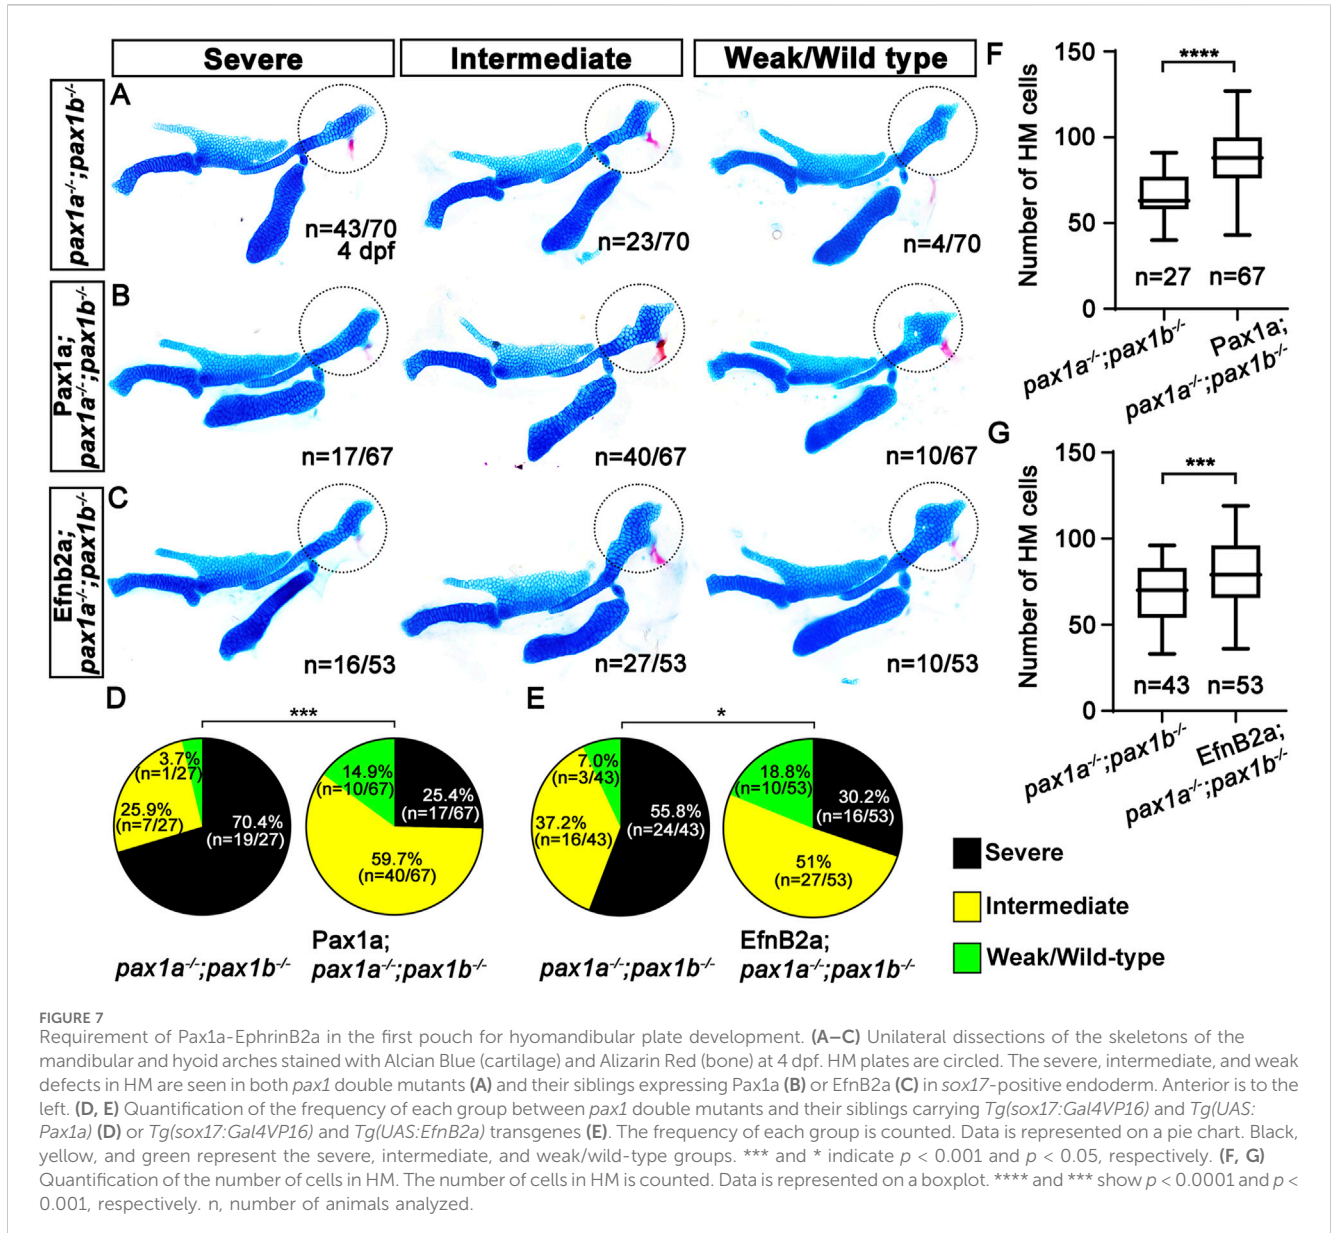 Severe
Intermediate
Weak/Wild type
pax1a-/-;pax1b-/-
A
n=43/70
4 dpf
n=23/70
n=4/70
Pax1a;
pax1a-/-;pax1b-/-
B
n=17/67
n=40/67
n=10/67
Efnb2a;
pax1a-/-;pax1b-/-
C
n=16/53
n=27/53
n=10/53
F
Number of HM cells
150
100
50
0
****
n=27
n=67
pax1a-/-;pax1b-/-
Pax1a;
pax1a-/-;pax1b-/-
G
Number of HM cells
150
100
50
0
***
n=43
n=53
pax1a-/-;pax1b-/-
EfnB2a;
pax1a-/-;pax1b-/-
D
***
3.7%
(n=1/27)
25.9%
(n=7/27)
70.4%
(n=19/27)
14.9%
(n=10/67)
25.4%
(n=17/67)
59.7%
(n=40/67)
pax1a-/-;pax1b-/-
Pax1a;
pax1a-/-;pax1b-/-
E
*
7.0%
(n=3/43)
37.2%
(n=16/43)
55.8%
(n=24/43)
18.8%
(n=10/53)
30.2%
(n=16/53)
51%
(n=27/53)
pax1a-/-;pax1b-/-
EfnB2a;
pax1a-/-;pax1b-/-
Severe
Intermediate
Weak/Wild-type
FIGURE 7
Requirement of Pax1a-EphrinB2a in the first pouch for hyomandibular plate development. (A–C) Unilateral dissections of the skeletons of the
mandibular and hyoid arches stained with Alcian Blue (cartilage) and Alizarin Red (bone) at 4 dpf. HM plates are circled. The severe, intermediate, and weak
defects in HM are seen in both pax1 double mutants (A) and their siblings expressing Pax1a (B) or EfnB2a (C) in sox17-positive endoderm. Anterior is to the
left. (D, E) Quantification of the frequency of each group between pax1 double mutants and their siblings carrying Tg(sox17:Gal4VP16) and Tg(UAS:
Pax1a) (D) or Tg(sox17:Gal4VP16) and Tg(UAS:EfnB2a) transgenes (E). The frequency of each group is counted. Data is represented on a pie chart. Black,
yellow, and green represent the severe, intermediate, and weak/wild-type groups. *** and * indicate p < 0.001 and p < 0.05, respectively. (F, G)
Quantification of the number of cells in HM. The number of cells in HM is counted. Data is represented on a boxplot. **** and *** show p < 0.0001 and p <
0.001, respectively. n, number of animals analyzed.